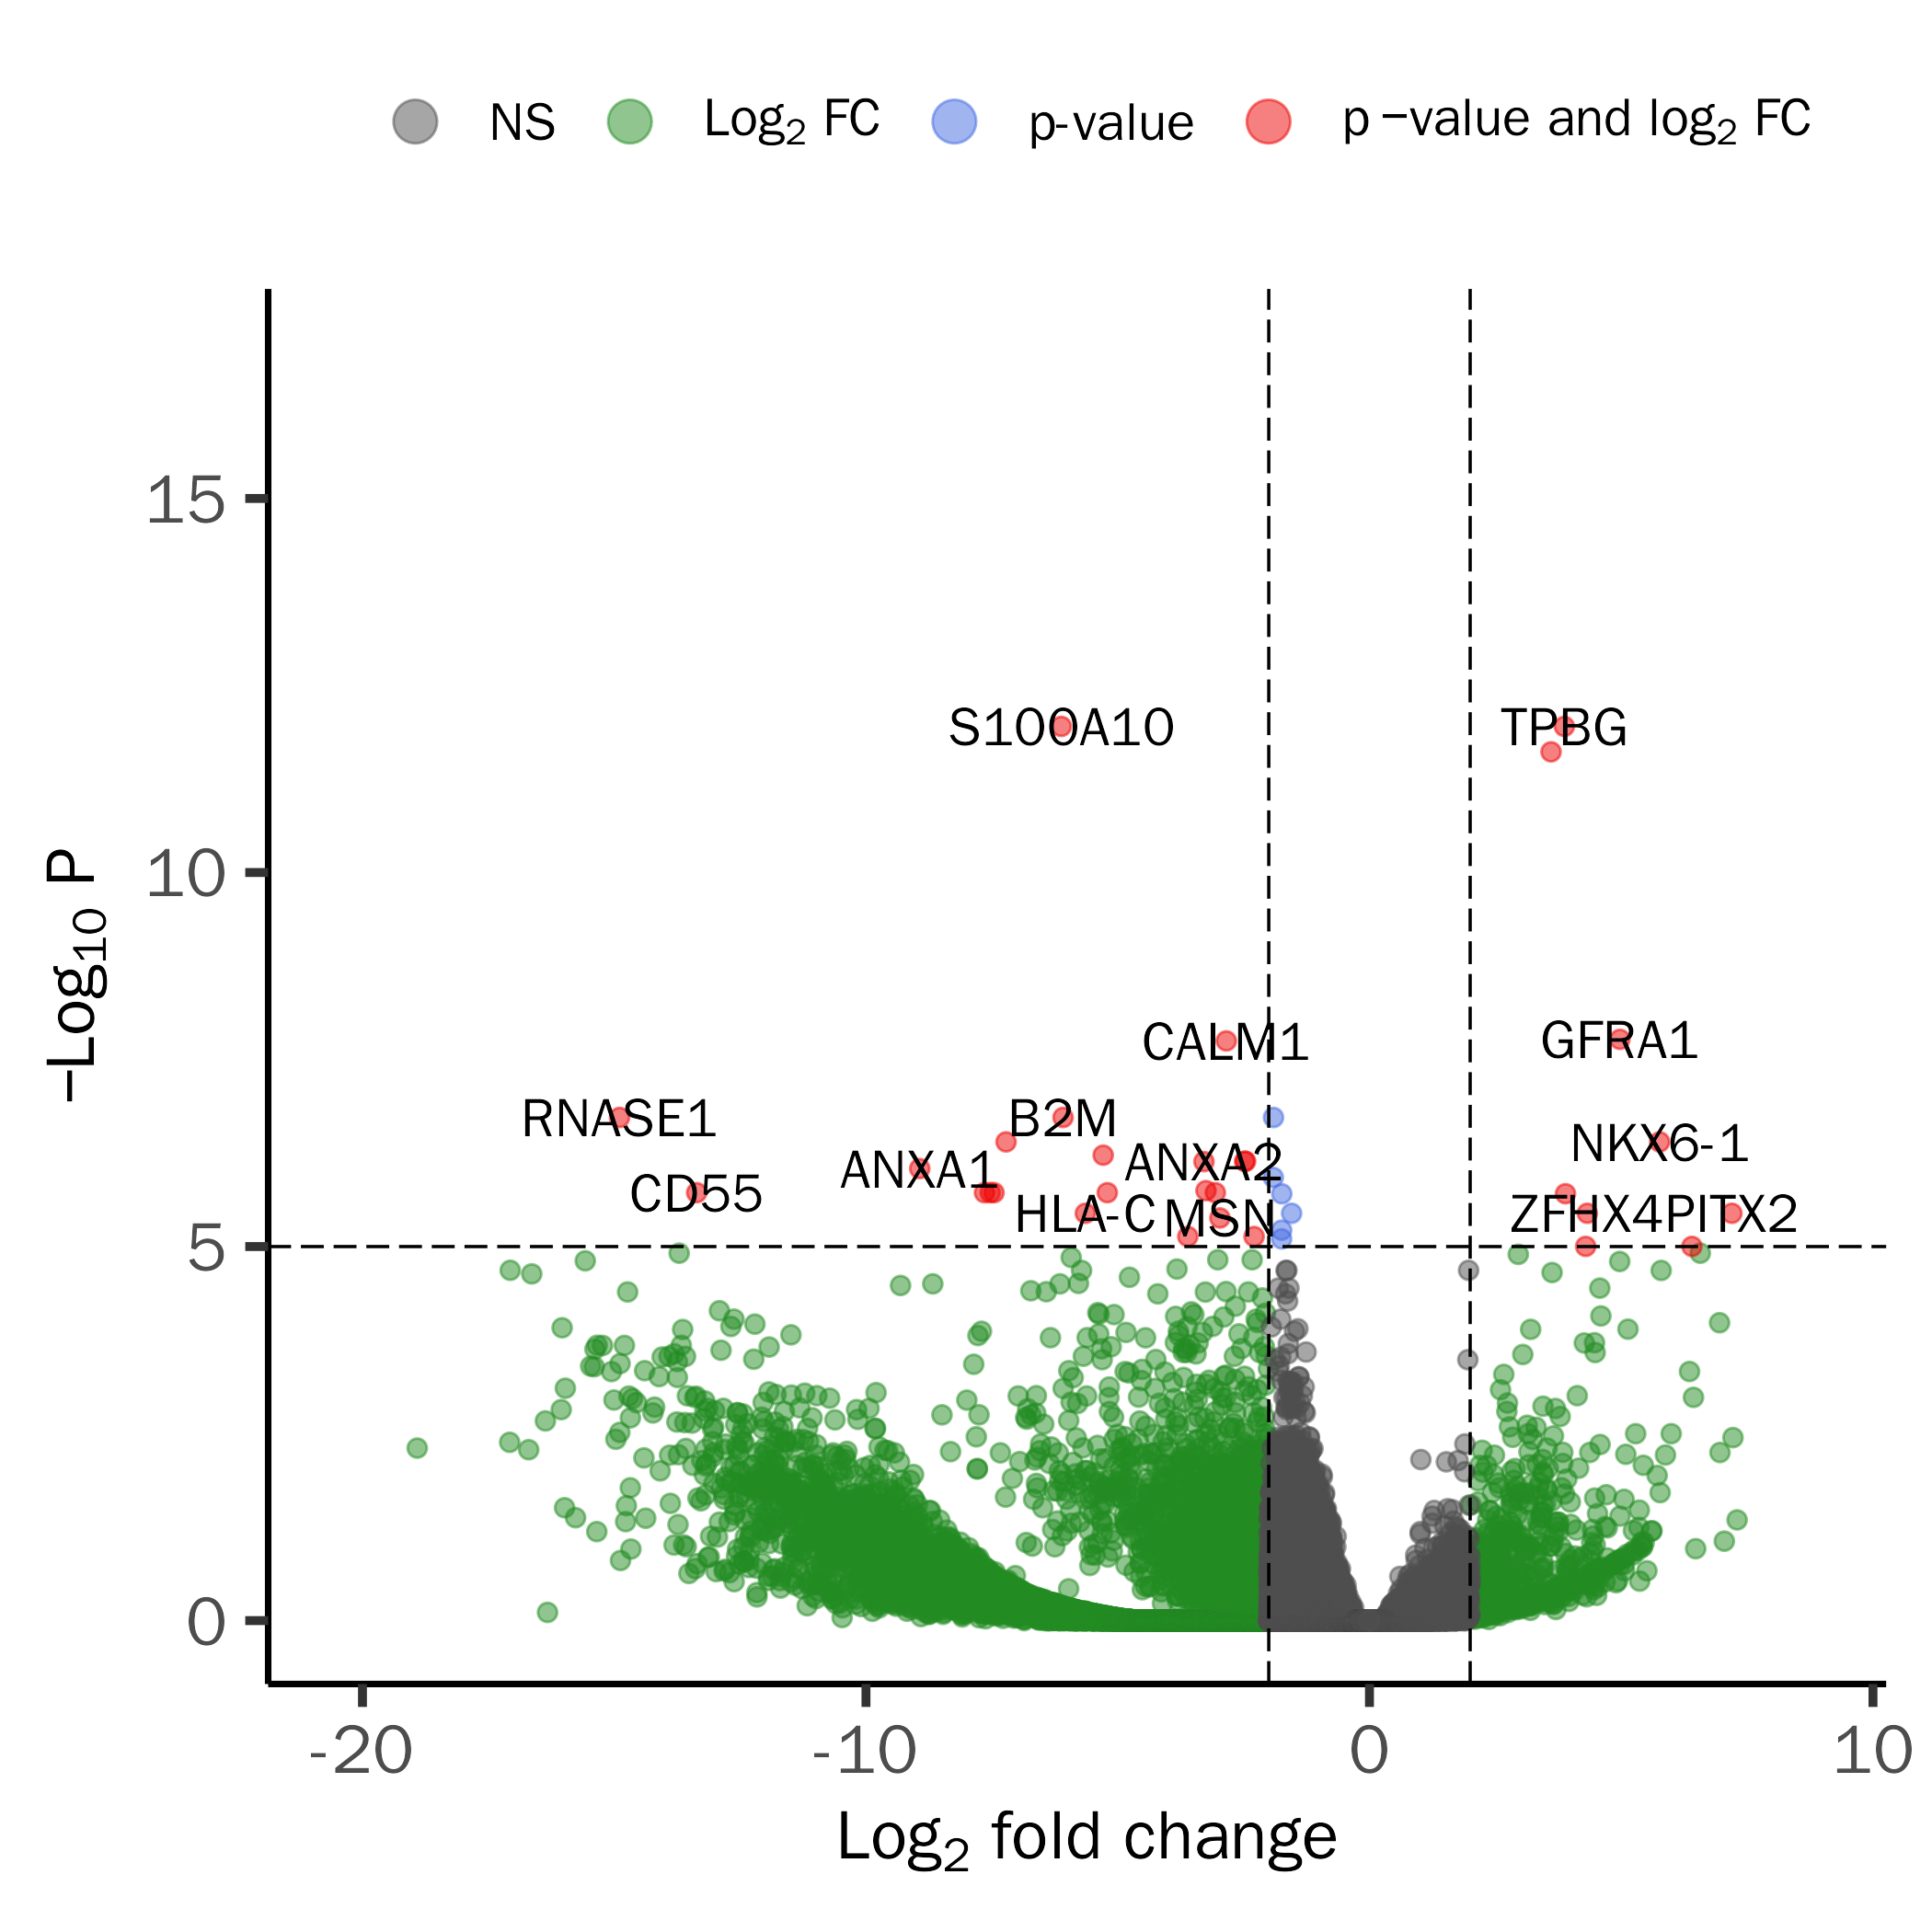 NS Log₂ FC p-value p −value and log₂ FC
15
S100A10 TPBG
10
−Log₁₀ P
CALM1 GFRA1
RNASE1 B2M
NKX6-1
ANXA1 ANXA2
CD55
HLA-C MSN ZFHX4 PITX2
5
0
-20 -10 0 10
Log₂ fold change